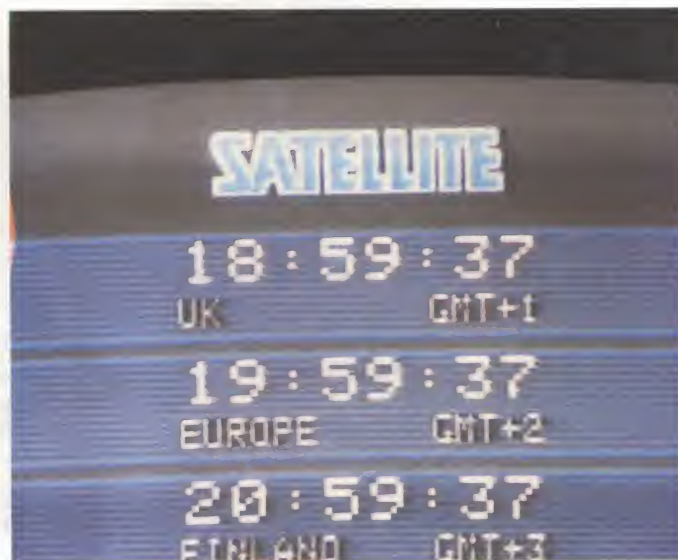 SATELLITE
18:59:37
UK GMT+1
19:59:37
EUROPE GMT+2
20:59:37
FINLAND GMT+3